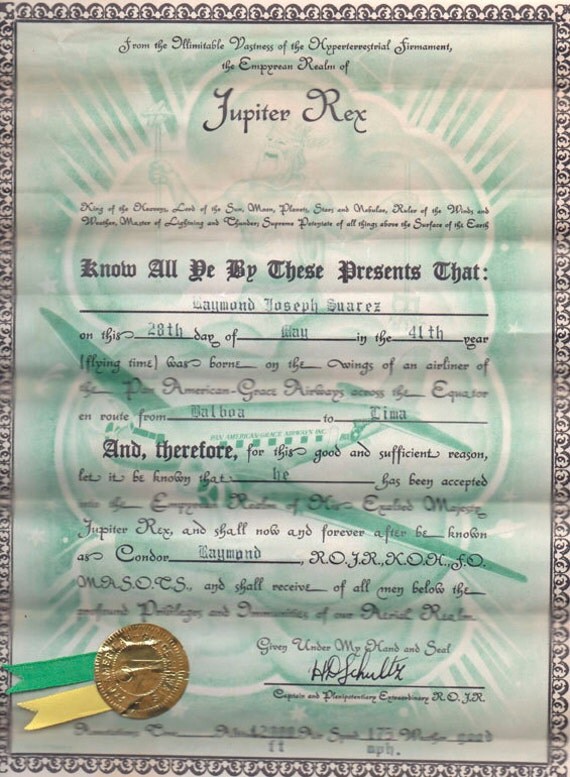 From the Illimitable Vastness of the Hyperterrestrial Firmament,
the Empyrean Realm of
Jupiter Rex
King of the Heavens, Lord of the Sun, Moon, Planets, Stars and Nebulae, Ruler of the Winds and
Weather, Master of Lightning and Thunder; Supreme Potentate of all things above the Surface of the Earth
Know All Ye By These Presents That:
Raymond Joseph Suarez
on this 28th day of May in the 41th year
(flying time) was borne on the wings of an airliner of
the Pan American-Grace Airways across the Equator
en route from Balboa to Lima
PAN AMERICAN-GRACE AIRWAYS INC.
And, therefore, for this good and sufficient reason,
let it be known that he has been accepted
into the Empyreal Realm of His Exalted Majesty
Jupiter Rex, and shall now and forever after be known
as Condor Raymond, R.O.J.R., K.O.H., S.O.
M.A.S.O.T.S., and shall receive of all men below the
profound Privileges and Immunities of our Aerial Realm
Given Under My Hand and Seal
HD Schultz
Captain and Plenipotentiary Extraordinary R.O.J.R.
175 good
ft mph.